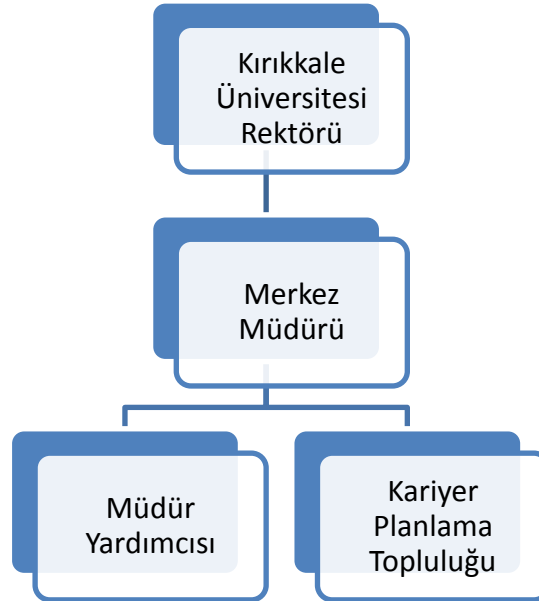 Kırıkkale
Üniversitesi
Rektörü
Merkez
Müdürü
Müdür
Yardımcısı
Kariyer
Planlama
Topluluğu